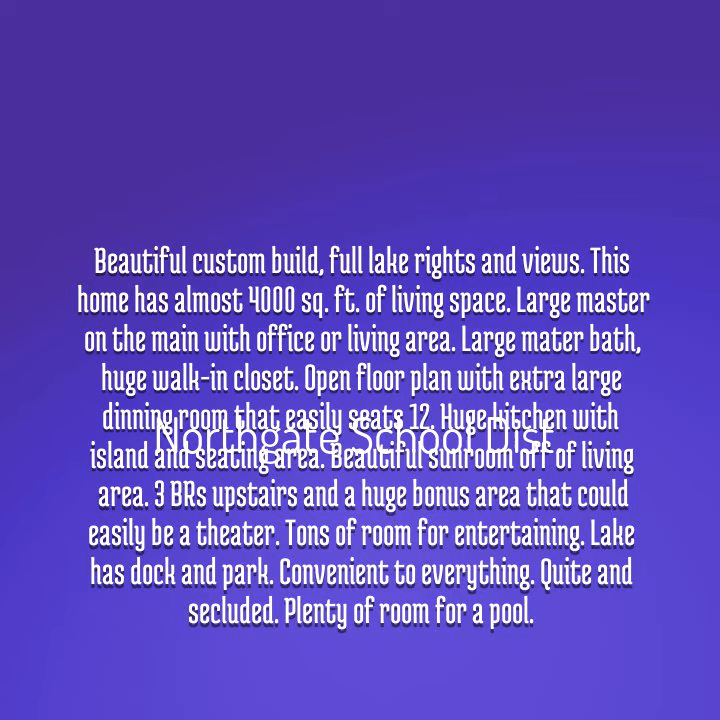 Beautiful custom build, full lake rights and views. This
home has almost 4000 sq. ft. of living space. Large master
on the main with office or living area. Large mater bath,
huge walk-in closet. Open floor plan with extra large
dinning room that easily seats 12. Huge kitchen with
Northgate School Dist
island and seating area. Beautiful sunroom off of living
area. 3 BRs upstairs and a huge bonus area that could
easily be a theater. Tons of room for entertaining. Lake
has dock and park. Convenient to everything. Quite and
secluded. Plenty of room for a pool.